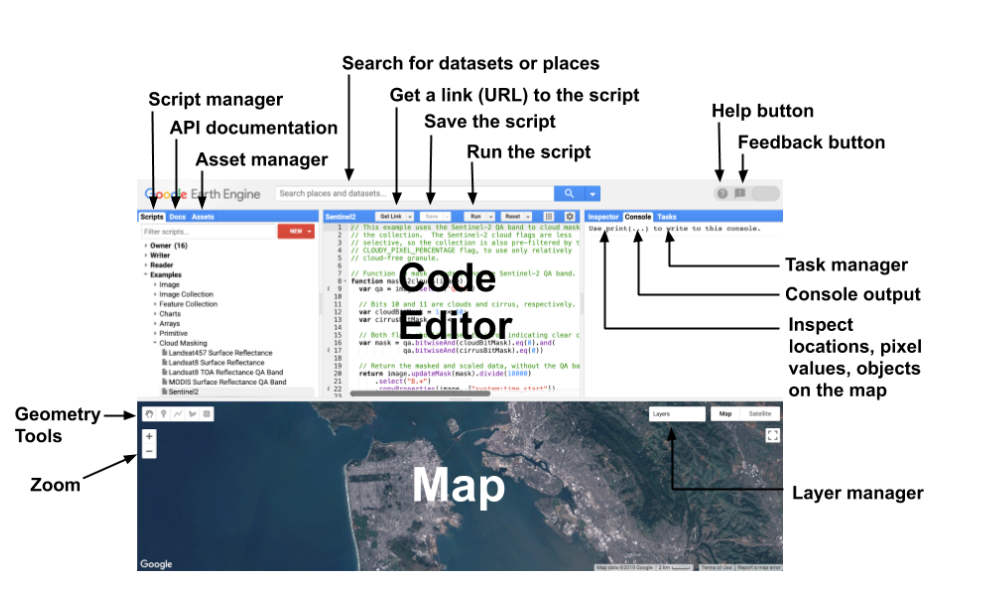 Search for datasets or places
Get a link (URL) to the script
Script manager
Save the script
Help button
API documentation
Feedback button
Asset manager
Run the script
Google Earth Engine
Search places and datasets...
Scripts Docs Assets
Sentinel2
Get Link
Save
Run
Reset
Inspector Console Tasks
Filter scripts...
NEW
Owner (16)
Writer
Reader
Examples
Image
Image Collection
Feature Collection
Charts
Arrays
Primitive
Cloud Masking
Landsat457 Surface Reflectance
Landsat8 Surface Reflectance
Landsat8 TOA Reflectance QA Band
MODIS Surface Reflectance QA Band
Sentinel2
1 // This example uses the Sentinel-2 QA band to cloud mask
2 // the collection. The Sentinel-2 cloud flags are less
3 // selective, so the collection is also pre-filtered by t
4 // CLOUDY_PIXEL_PERCENTAGE flag, to use only relatively
5 // cloud-free granule.
6
7 // Function mask Sentinel-2 QA band.
8 function
9 var qa =
10
11 // Bits 10 and 11 are clouds and cirrus, respectively.
12 var cloudBit
13 var cirrus
14
15 // Both indicating clear c
16 var mask = qa.bitwiseAnd(cloudBitMask).eq(0).and(
17 qa.bitwiseAnd(cirrusBitMask).eq(0))
18
19 // Return the masked and scaled data, without the QA ba
20 return image.updateMask(mask).divide(10000)
21 .select("B.*")
22 .copyProperties(image, ["system:time_start"])
23
Code
Editor
Use print(...) to write to this console.
Task manager
Console output
Inspect
locations, pixel
values, objects
on the map
Geometry
Tools
Zoom
+
−
Layers
Map Satellite
Map
Layer manager
Google
Map data ©2019 Google
2 km
Terms of Use
Report a map error